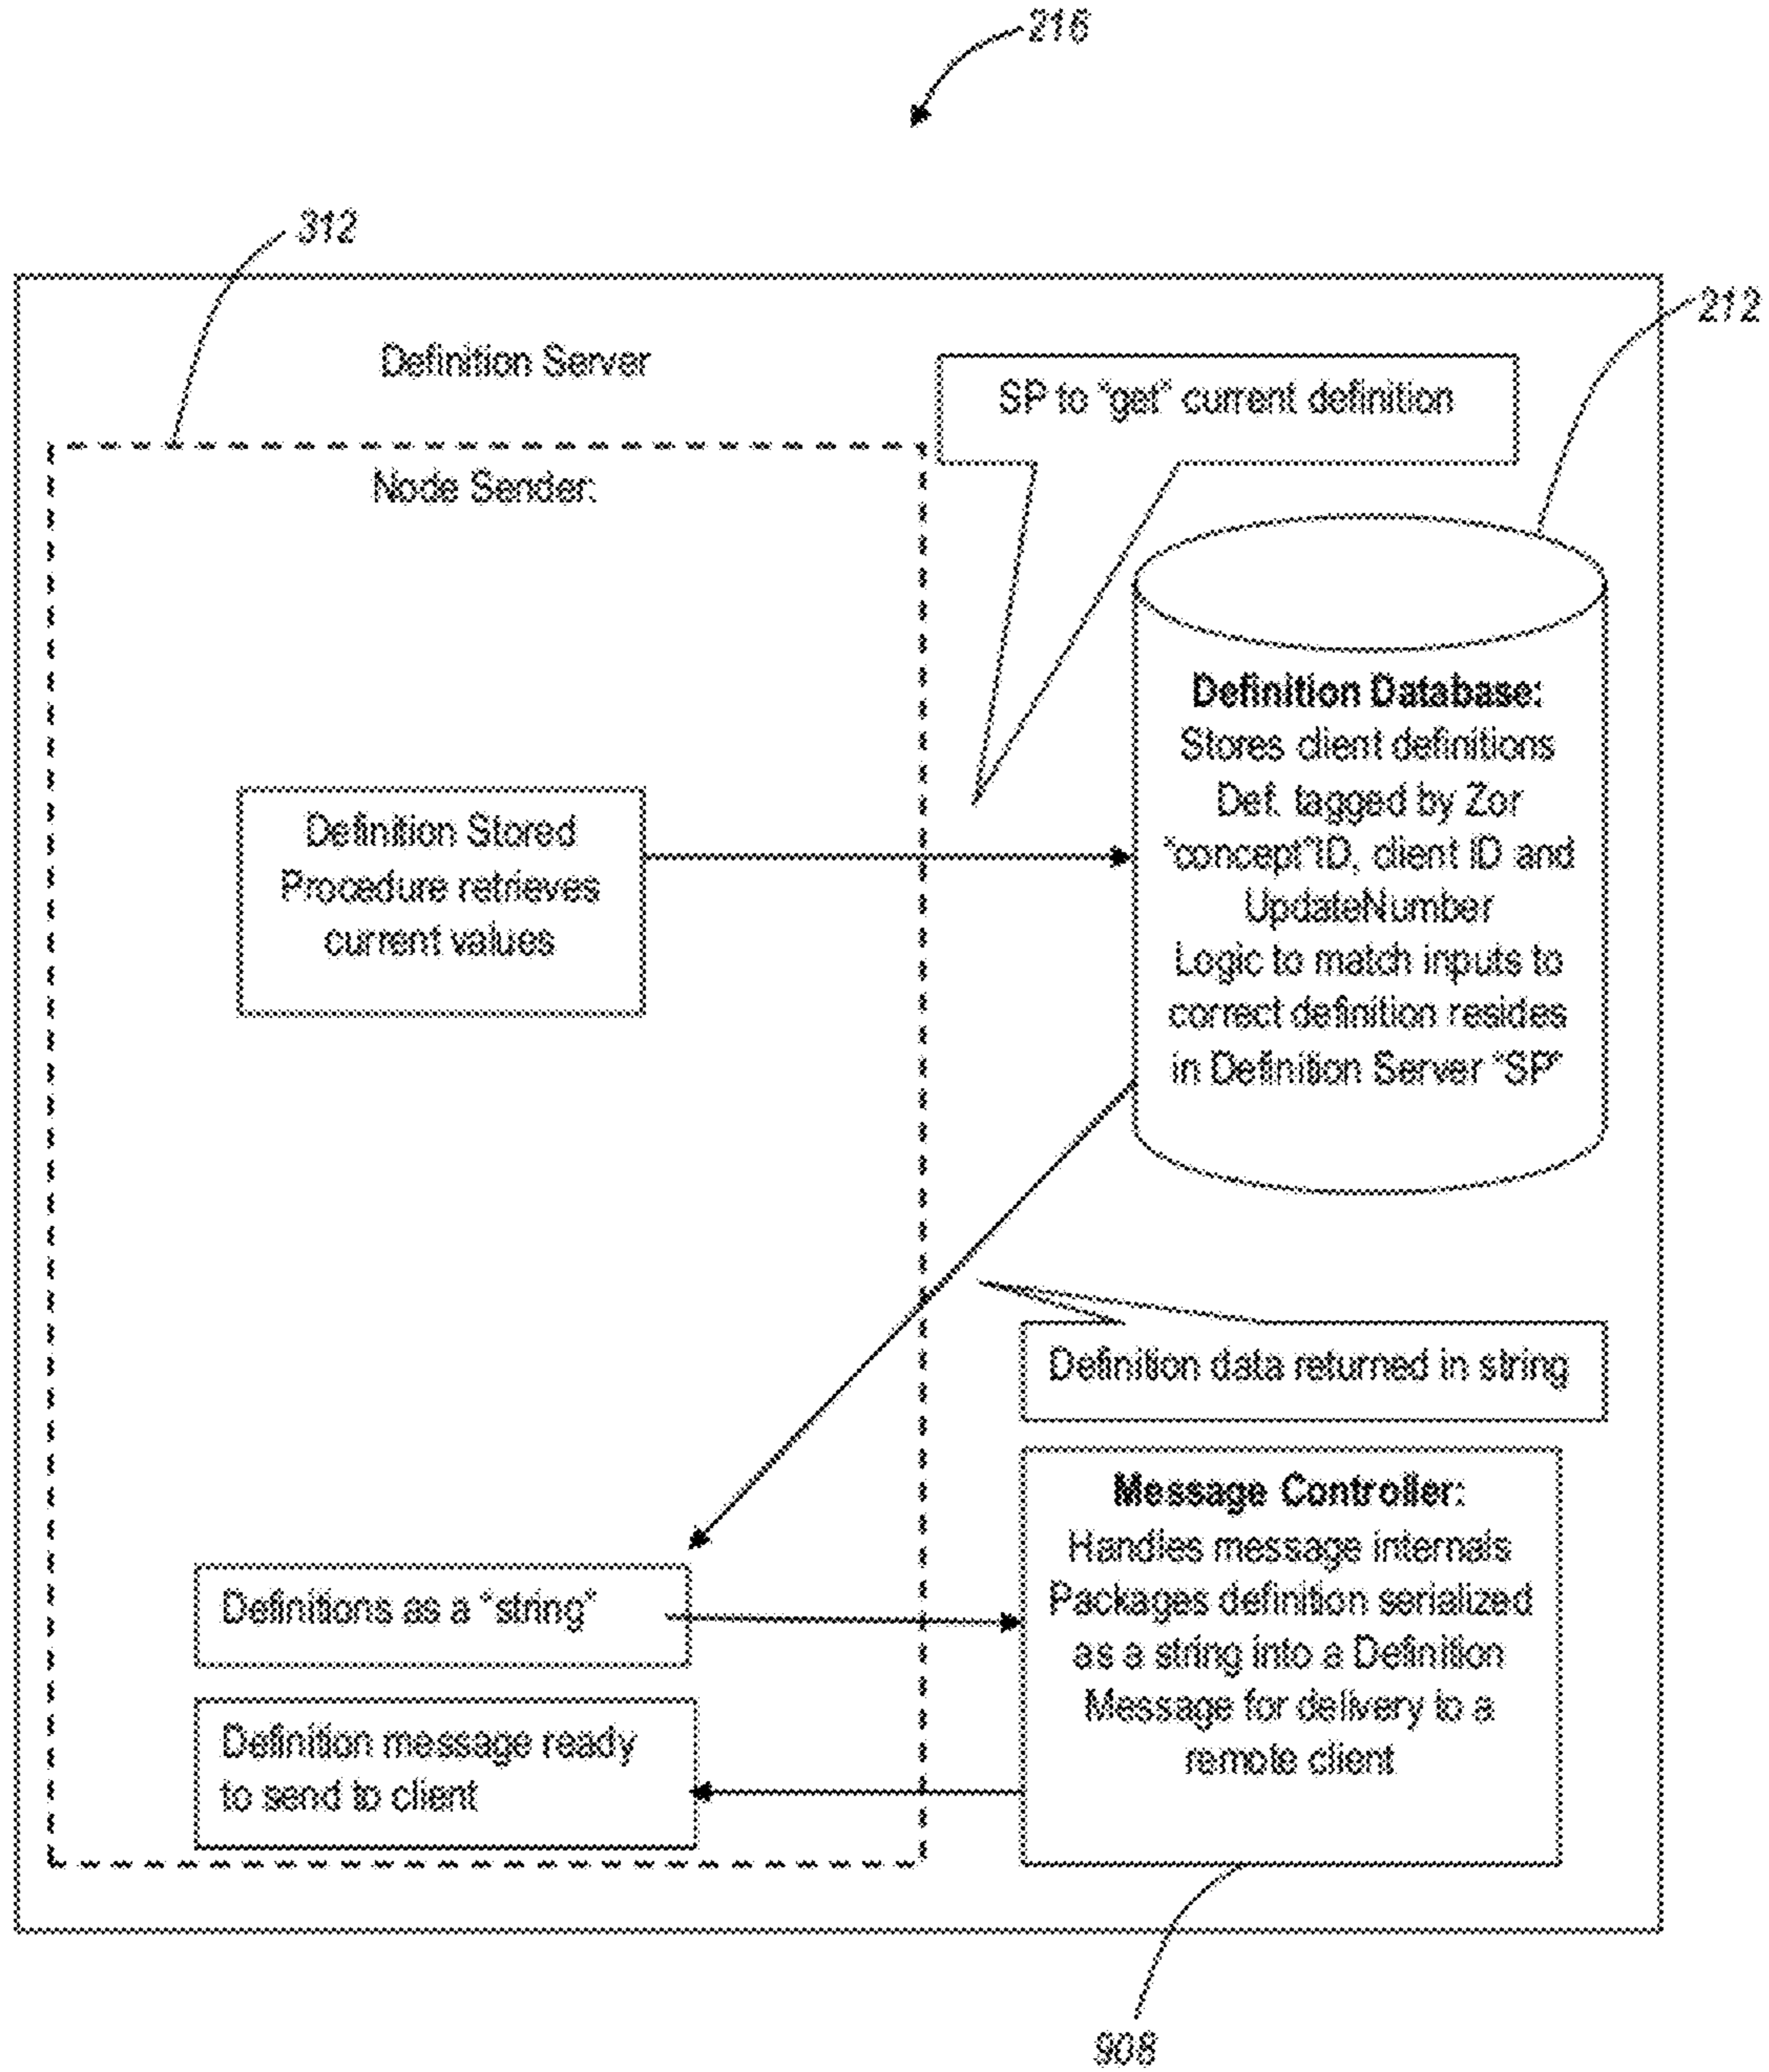 216
312
212
Definition Server
SP to "get" current definition
Node Sender:
Definition Database:
Stores client definitions
Def. tagged by Zor
"concept"ID, client ID and
UpdateNumber
Logic to match inputs to
correct definition resides
in Definition Server "SP"
Definition Stored
Procedure retrieves
current values
Definition data returned in string
Message Controller:
Handles message internals
Packages definition serialized
as a string into a Definition
Message for delivery to a
remote client
Definitions as a "string"
Definition message ready
to send to client
908